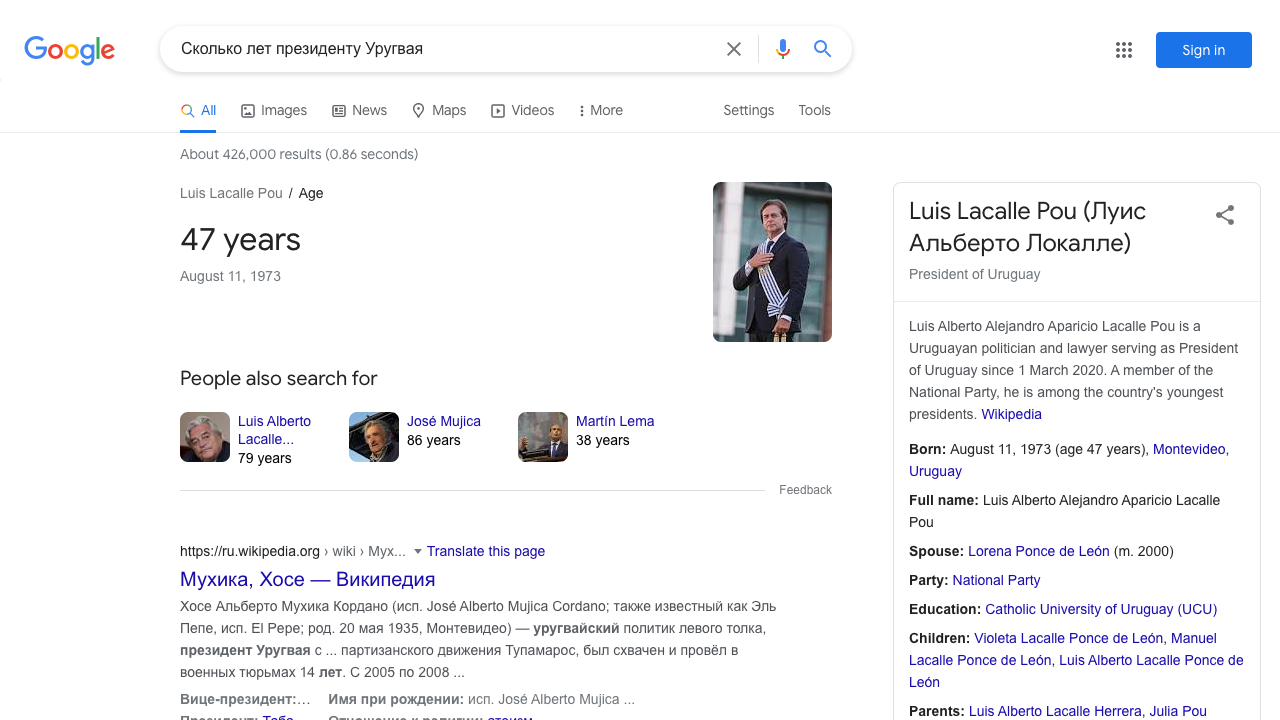 Google
Сколько лет президенту Уругвая
Sign in
All
Images
News
Maps
Videos
More
Settings
Tools
About 426,000 results (0.86 seconds)
Luis Lacalle Pou / Age
47 years
August 11, 1973
People also search for
Luis Alberto
Lacalle...
79 years
José Mujica
86 years
Martín Lema
38 years
Feedback
https://ru.wikipedia.org › wiki › Мух... Translate this page
Мухика, Хосе — Википедия
Хосе Альберто Мухика Кордано (исп. José Alberto Mujica Cordano; также известный как Эль
Пепе, исп. El Pepe; род. 20 мая 1935, Монтевидео) — уругвайский политик левого толка,
президент Уругвая с ... партизанского движения Тупамарос, был схвачен и провёл в
военных тюрьмах 14 лет. С 2005 по 2008 ...
Вице-президент:... Имя при рождении: исп. José Alberto Mujica ...
Президент: Таба... Отношение к религии: атеизм
Luis Lacalle Pou (Луис
Альберто Локалле)
President of Uruguay
Luis Alberto Alejandro Aparicio Lacalle Pou is a
Uruguayan politician and lawyer serving as President
of Uruguay since 1 March 2020. A member of the
National Party, he is among the country's youngest
presidents. Wikipedia
Born: August 11, 1973 (age 47 years), Montevideo,
Uruguay
Full name: Luis Alberto Alejandro Aparicio Lacalle
Pou
Spouse: Lorena Ponce de León (m. 2000)
Party: National Party
Education: Catholic University of Uruguay (UCU)
Children: Violeta Lacalle Ponce de León, Manuel
Lacalle Ponce de León, Luis Alberto Lacalle Ponce de
León
Parents: Luis Alberto Lacalle Herrera, Julia Pou